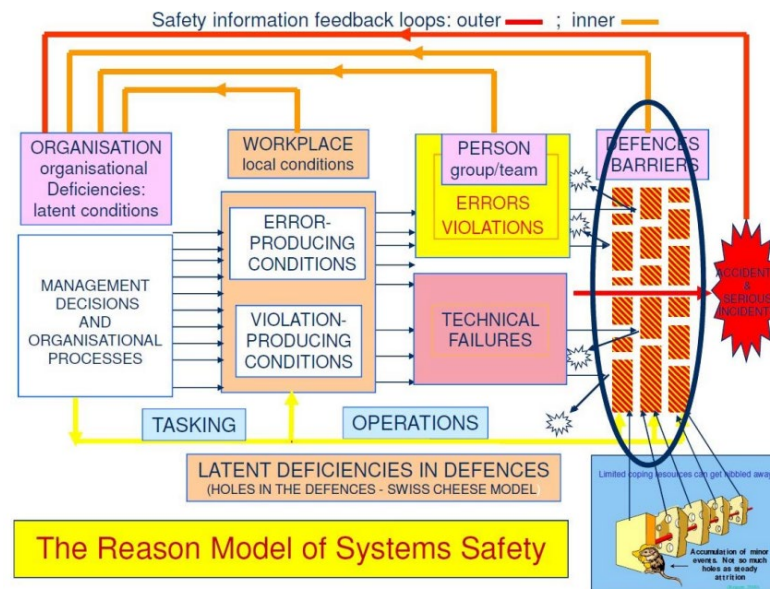 Safety information feedback loops: outer ; inner
ORGANISATION
organisational
Deficiencies:
latent conditions
WORKPLACE
local conditions
PERSON
group/team
DEFENCES
BARRIERS
ERRORS
VIOLATIONS
ERROR-
PRODUCING
CONDITIONS
VIOLATION-
PRODUCING
CONDITIONS
MANAGEMENT
DECISIONS
AND
ORGANISATIONAL
PROCESSES
TECHNICAL
FAILURES
ACCIDENT
&
SERIOUS
INCIDENT
TASKING
OPERATIONS
LATENT DEFICIENCIES IN DEFENCES
(HOLES IN THE DEFENCES - SWISS CHEESE MODEL)
The Reason Model of Systems Safety
Limited coping resources can get nibbled away
Accumulation of minor
events. Not so much
holes as steady
attrition